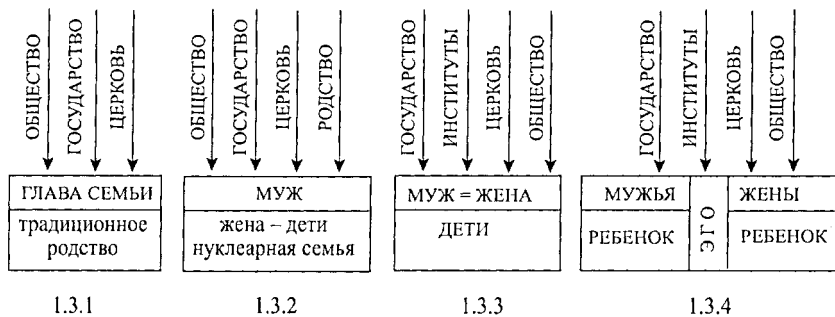 ОБЩЕСТВО
ГОСУДАРСТВО
ЦЕРКОВЬ
ГЛАВА СЕМЬИ
традиционное
родство
1.3.1
ОБЩЕСТВО
ГОСУДАРСТВО
ЦЕРКОВЬ
РОДСТВО
МУЖ
жена – дети
нуклеарная семья
1.3.2
ГОСУДАРСТВО
ИНСТИТУТЫ
ЦЕРКОВЬ
ОБЩЕСТВО
МУЖ = ЖЕНА
ДЕТИ
1.3.3
ГОСУДАРСТВО
ИНСТИТУТЫ
ЦЕРКОВЬ
ОБЩЕСТВО
МУЖЬЯ
РЕБЕНОК
ЭГО
ЖЕНЫ
РЕБЕНОК
1.3.4